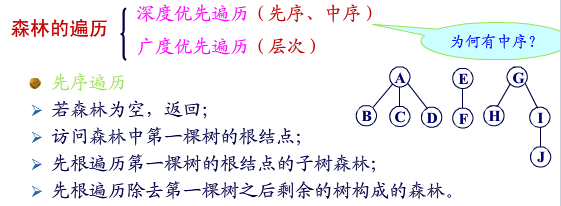 森林的遍历
深度优先遍历（先序、中序）
广度优先遍历（层次）
为何有中序？
先序遍历
若森林为空，返回；
访问森林中第一棵树的根结点；
先根遍历第一棵树的根结点的子树森林；
先根遍历除去第一棵树之后剩余的树构成的森林。
A E G
B C D F H I
J